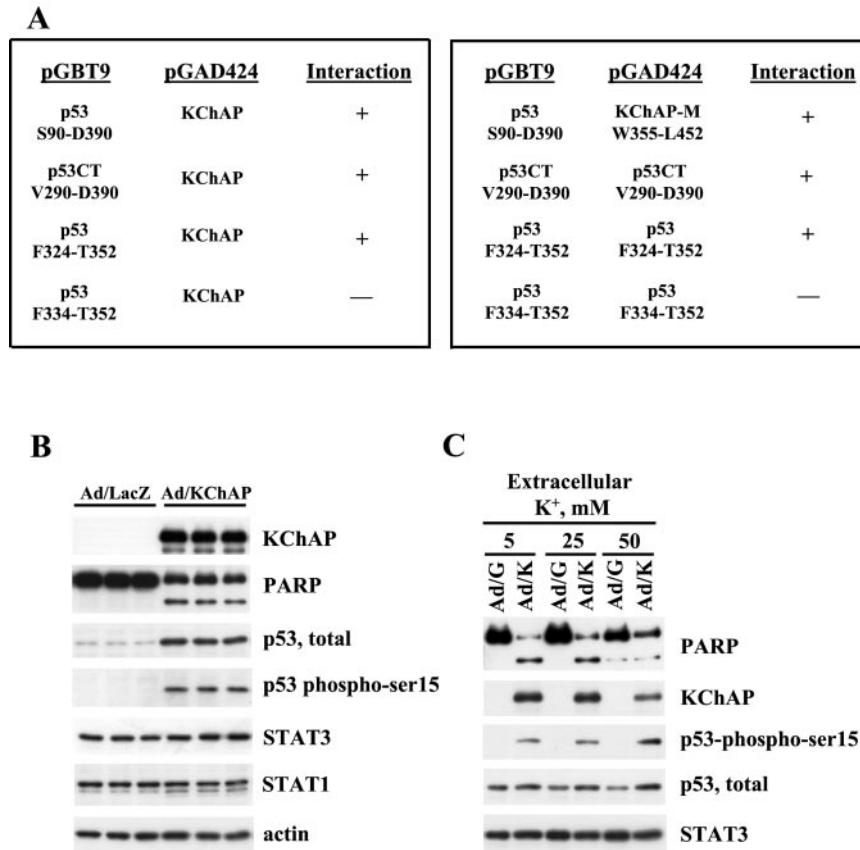 A
pGBT9 pGAD424 Interaction
p53 KChAP +
S90-D390
p53CT KChAP +
V290-D390
p53 KChAP +
F324-T352
p53 KChAP —
F334-T352
pGBT9 pGAD424 Interaction
p53 KChAP-M +
S90-D390 W355-L452
p53CT p53CT +
V290-D390 V290-D390
p53 p53 +
F324-T352 F324-T352
p53 p53 —
F334-T352 F334-T352
B
Ad/LacZ Ad/KChAP
KChAP
PARP
p53, total
p53 phospho-ser15
STAT3
STAT1
actin
C
Extracellular
K+, mM
5 25 50
Ad/G Ad/K Ad/G Ad/K Ad/G Ad/K
PARP
KChAP
p53-phospho-ser15
p53, total
STAT3